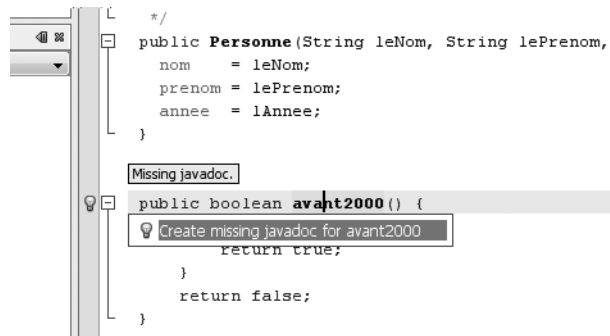 */
public Personne(String leNom, String lePrenom,
nom = leNom;
prenom = lePrenom;
annee = lAnnee;
}
Missing javadoc.
public boolean avant2000() {
Create missing javadoc for avant2000
return true;
}
return false;
}